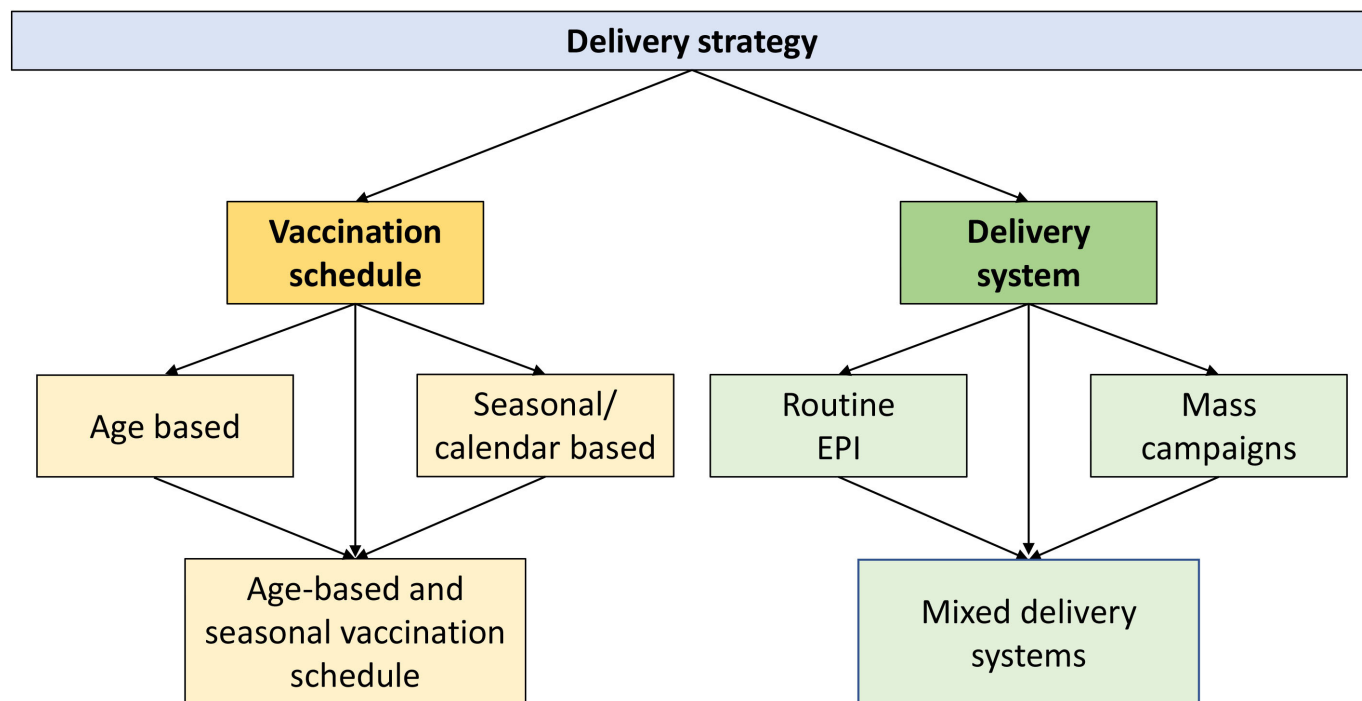 Delivery strategy
Vaccination
schedule
Delivery
system
Age based
Seasonal/
calendar based
Routine
EPI
Mass
campaigns
Age-based and
seasonal vaccination
schedule
Mixed delivery
systems